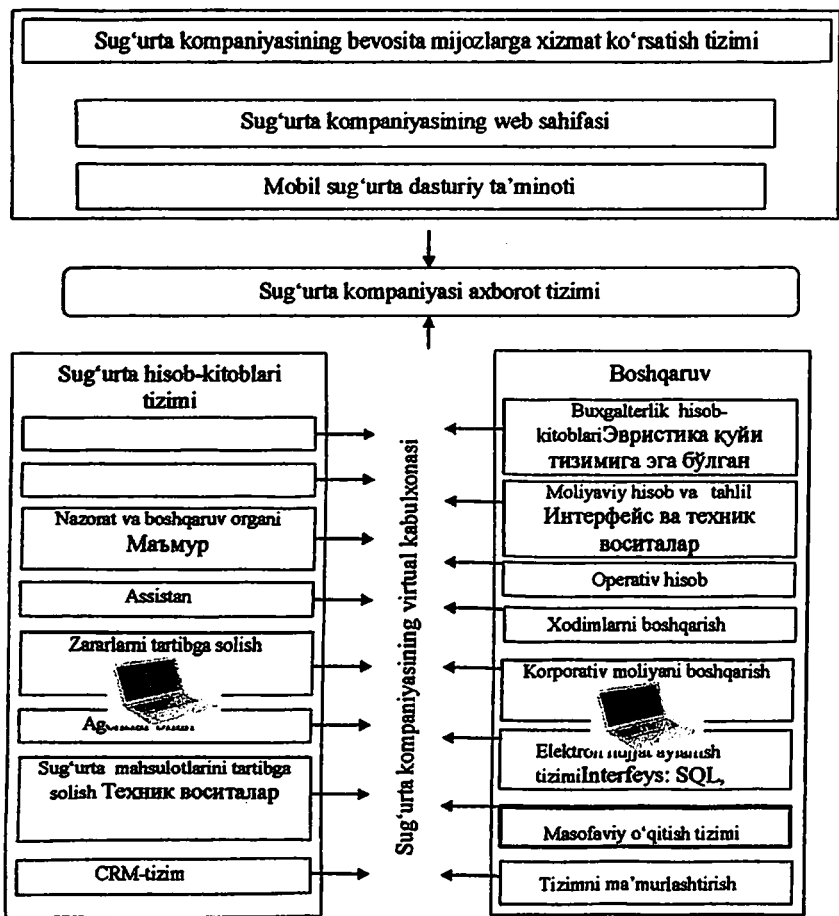 Sug‘urta kompaniyasining bevosita mijozlarga xizmat ko‘rsatish tizimi
Sug‘urta kompaniyasining web sahifasi
Mobil sug‘urta dasturiy ta’minoti
Sug‘urta kompaniyasi axborot tizimi
Sug‘urta hisob-kitoblari
tizimi
Nazorat va boshqaruv organi
Маъмур
Assistan
Zararlarni tartibga solish
Sug‘urta mahsulotlarini tartibga
solish Техник воситалар
CRM-tizim
Sug‘urta kompaniyasining virtual kabulxonasi
Boshqaruv
Buxgalterlik hisob-
kitoblariЭвристика қуйи
тизимига эга бўлган
Moliyaviy hisob va tahlil
Интерфейс ва техник
воситалар
Operativ hisob
Xodimlarni boshqarish
Korporativ moliyani boshqarish
Elektron
tizimiInterfeys: SQL,
Masofaviy o‘qitish tizimi
Tizimni ma’murlashtirish